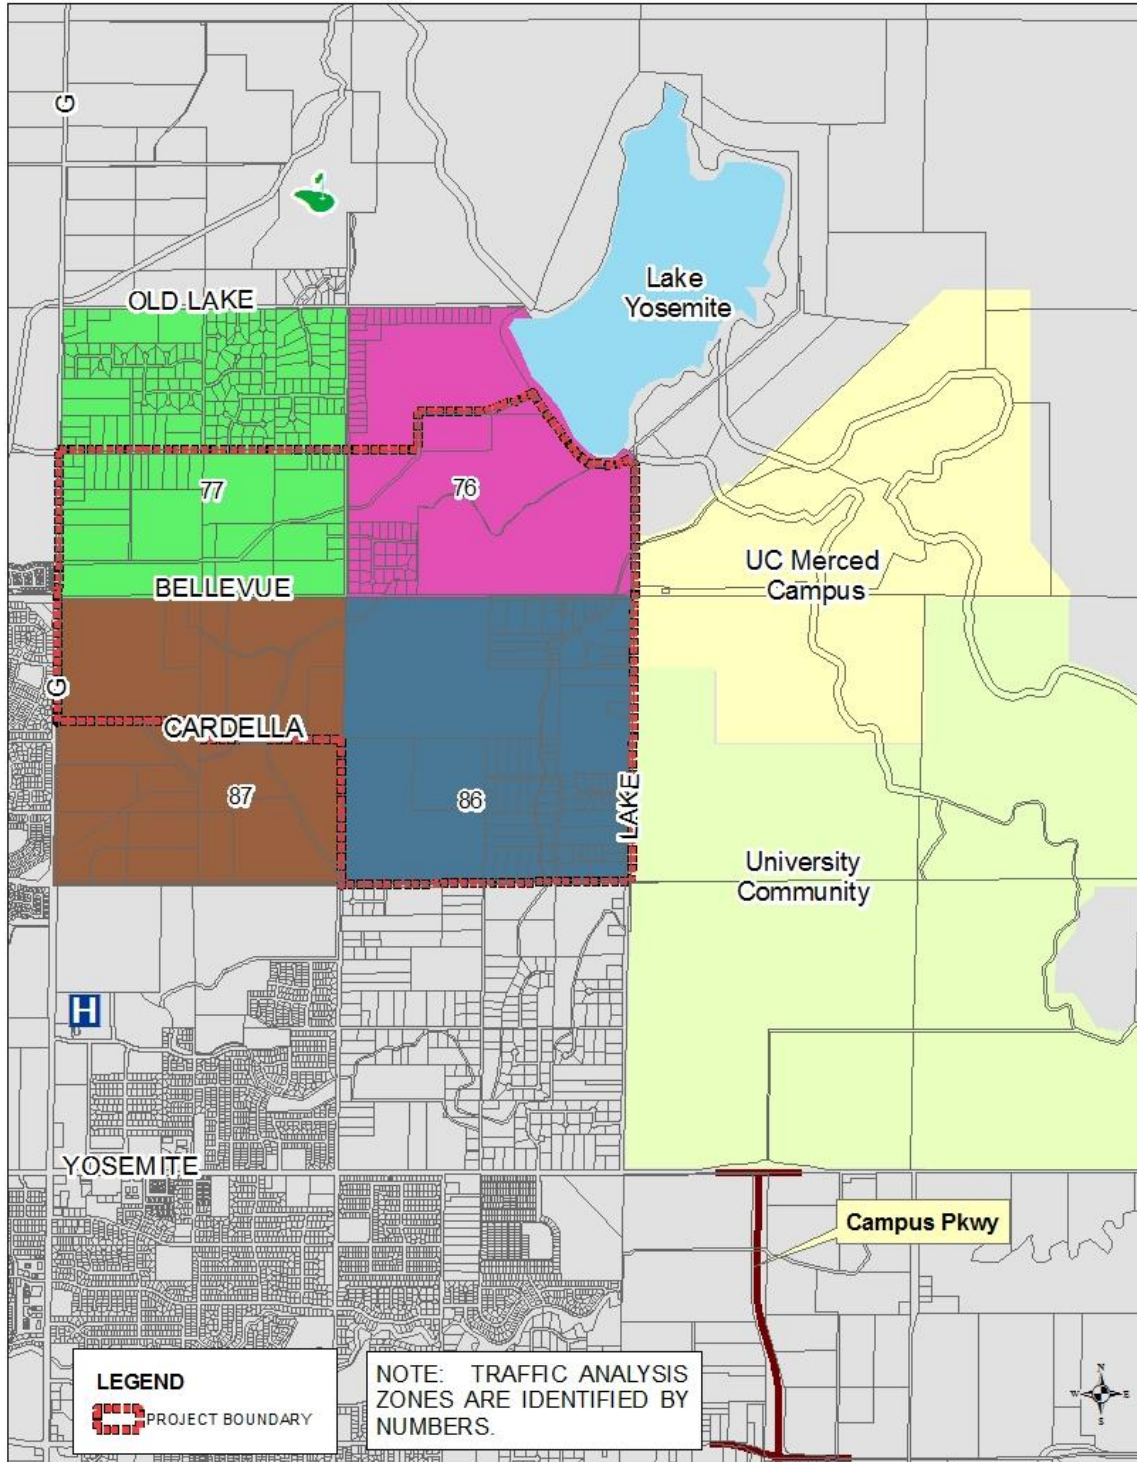 G
Lake
Yosemite
OLD LAKE
77
76
UC Merced
Campus
BELLEVUE
G
CARDELLA
87
86
LAKE
University
Community
H
YOSEMITE
Campus Pkwy
LEGEND
PROJECT BOUNDARY
NOTE: TRAFFIC ANALYSIS
ZONES ARE IDENTIFIED BY
NUMBERS.
N
W
E
S